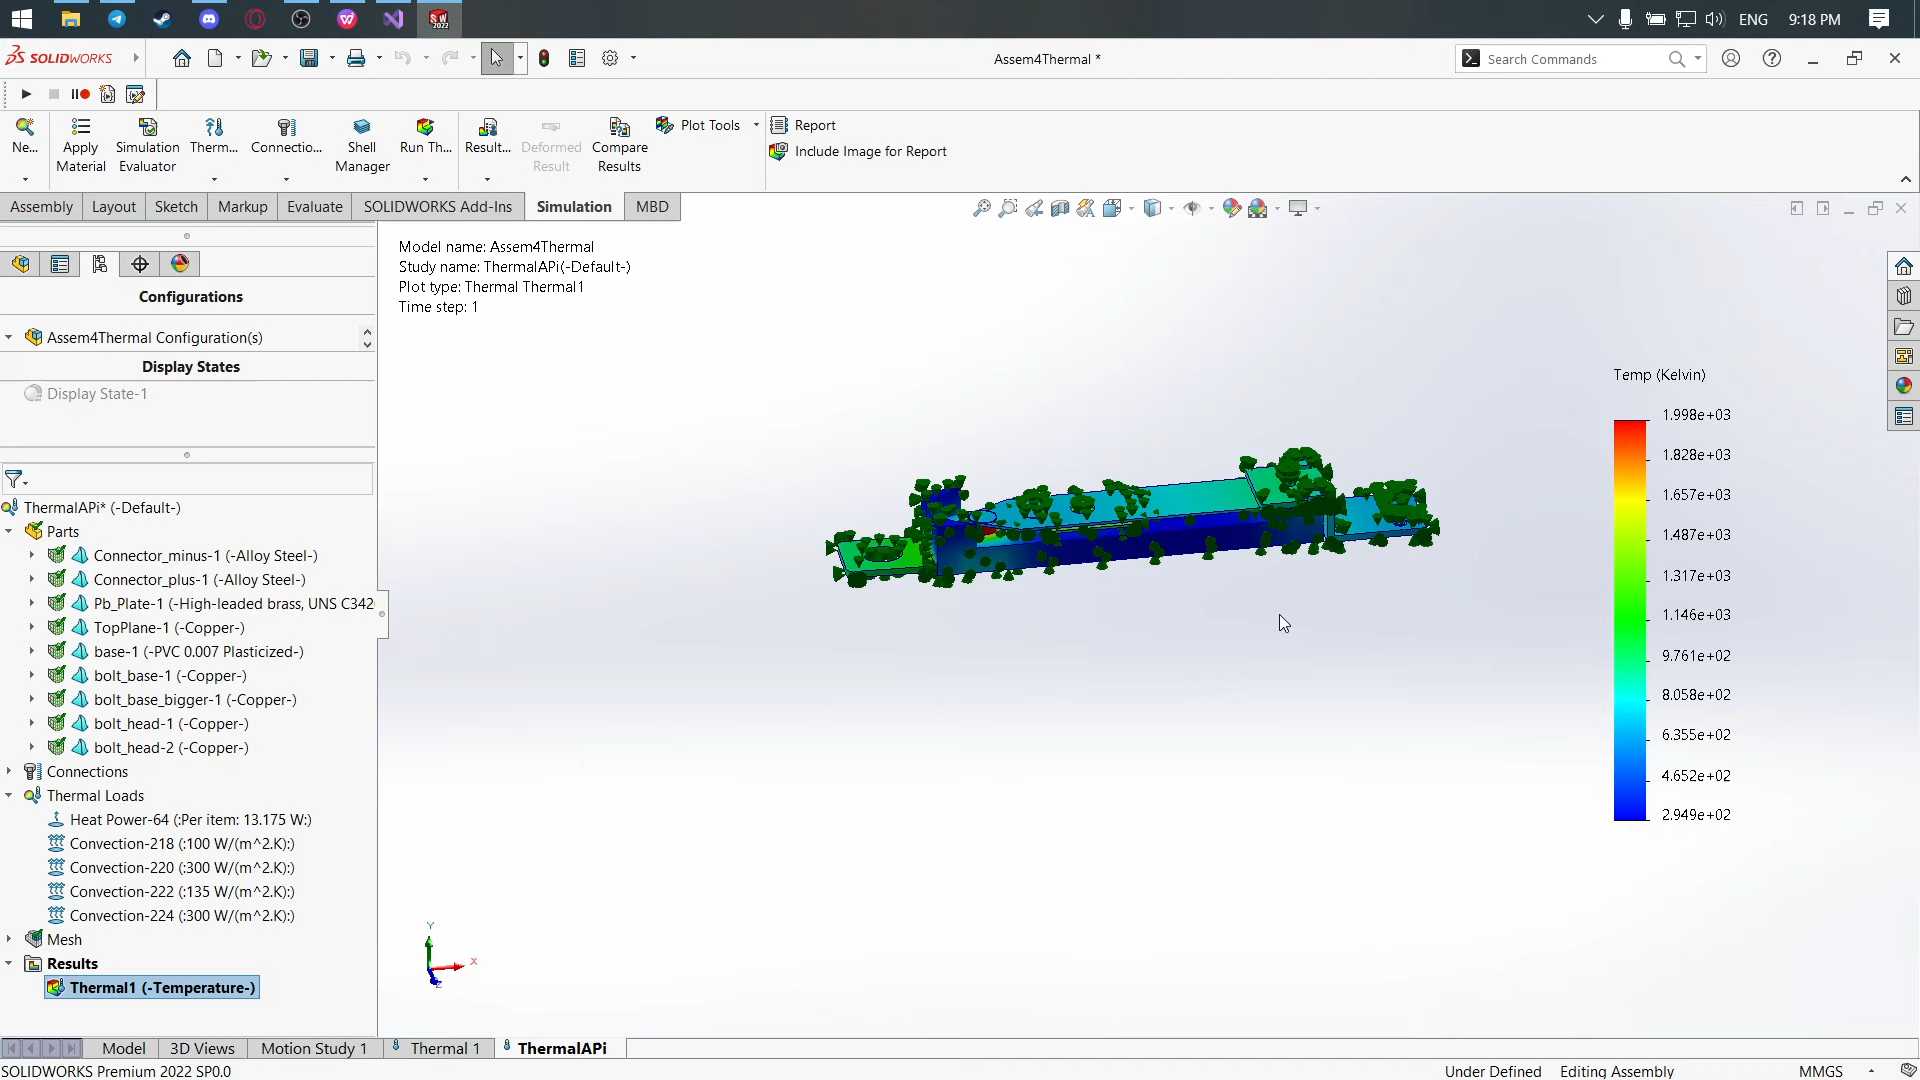 ENG
9:18 PM
SOLIDWORKS
Assem4Thermal *
Search Commands
Ne...
Apply Material
Simulation Evaluator
Therm...
Connectio...
Shell Manager
Run Th...
Result...
Deformed Result
Compare Results
Plot Tools
Report
Include Image for Report
Assembly
Layout
Sketch
Markup
Evaluate
SOLIDWORKS Add-Ins
Simulation
MBD
Model name: Assem4Thermal
Study name: ThermalAPi(-Default-)
Plot type: Thermal Thermal1
Time step: 1
Configurations
Assem4Thermal Configuration(s)
Display States
Display State-1
ThermalAPi* (-Default-)
Parts
Connector_minus-1 (-Alloy Steel-)
Connector_plus-1 (-Alloy Steel-)
Pb_Plate-1 (-High-leaded brass, UNS C342
TopPlane-1 (-Copper-)
base-1 (-PVC 0.007 Plasticized-)
bolt_base-1 (-Copper-)
bolt_base_bigger-1 (-Copper-)
bolt_head-1 (-Copper-)
bolt_head-2 (-Copper-)
Connections
Thermal Loads
Heat Power-64 (:Per item: 13.175 W:)
Convection-218 (:100 W/(m^2.K):)
Convection-220 (:300 W/(m^2.K):)
Convection-222 (:135 W/(m^2.K):)
Convection-224 (:300 W/(m^2.K):)
Mesh
Results
Thermal1 (-Temperature-)
Temp (Kelvin)
1.998e+03
1.828e+03
1.657e+03
1.487e+03
1.317e+03
1.146e+03
9.761e+02
8.058e+02
6.355e+02
4.652e+02
2.949e+02
Y
X
Z
Model
3D Views
Motion Study 1
Thermal 1
ThermalAPi
SOLIDWORKS Premium 2022 SP0.0
Under Defined
Editing Assembly
MMGS